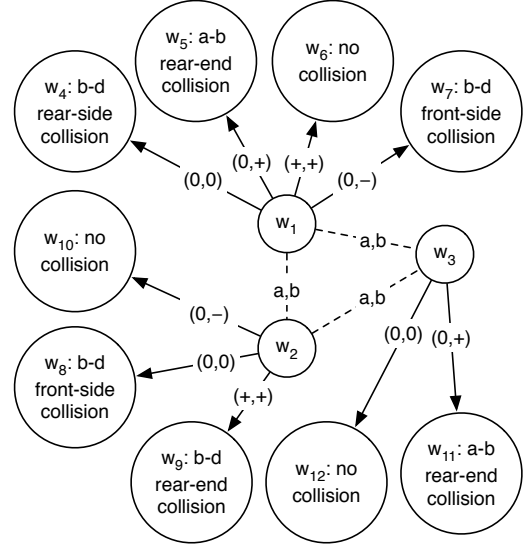 w₅: a-b
rear-end
collision
w₆: no
collision
w₄: b-d
rear-side
collision
w₇: b-d
front-side
collision
(0,0)
(0,+)
(+,+)
(0,−)
w₁
w₁₀: no
collision
a,b
w₃
a,b
a,b
(0,−)
w₂
(0,0)
(+,+)
(0,0)
(0,+)
w₈: b-d
front-side
collision
w₉: b-d
rear-end
collision
w₁₂: no
collision
w₁₁: a-b
rear-end
collision